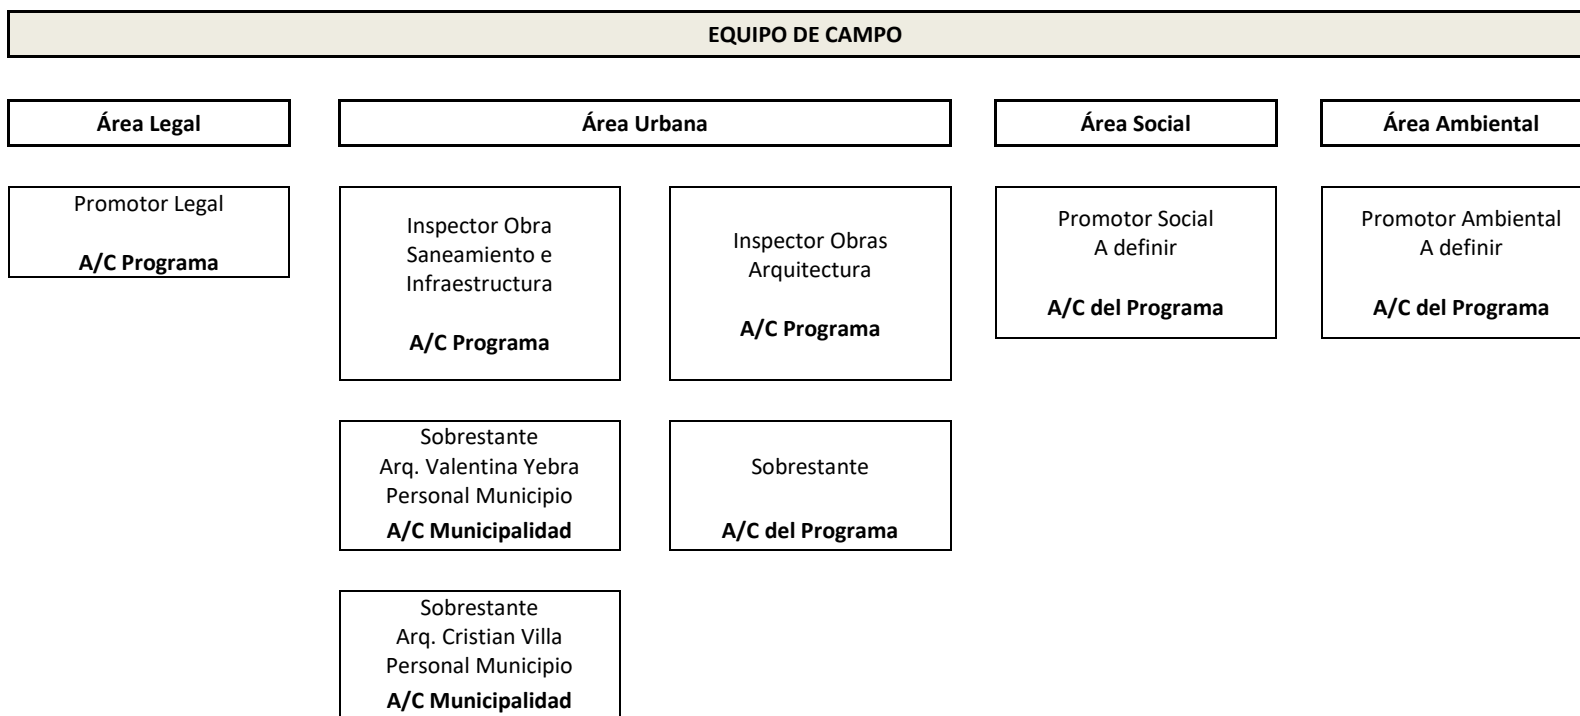 EQUIPO DE CAMPO
Área Legal
Área Urbana
Área Social
Área Ambiental
Promotor Legal
A/C Programa
Inspector Obra
Saneamiento e
Infraestructura
A/C Programa
Inspector Obras
Arquitectura
A/C Programa
Promotor Social
A definir
A/C del Programa
Promotor Ambiental
A definir
A/C del Programa
Sobrestante
Arq. Valentina Yebra
Personal Municipio
A/C Municipalidad
Sobrestante
A/C del Programa
Sobrestante
Arq. Cristian Villa
Personal Municipio
A/C Municipalidad